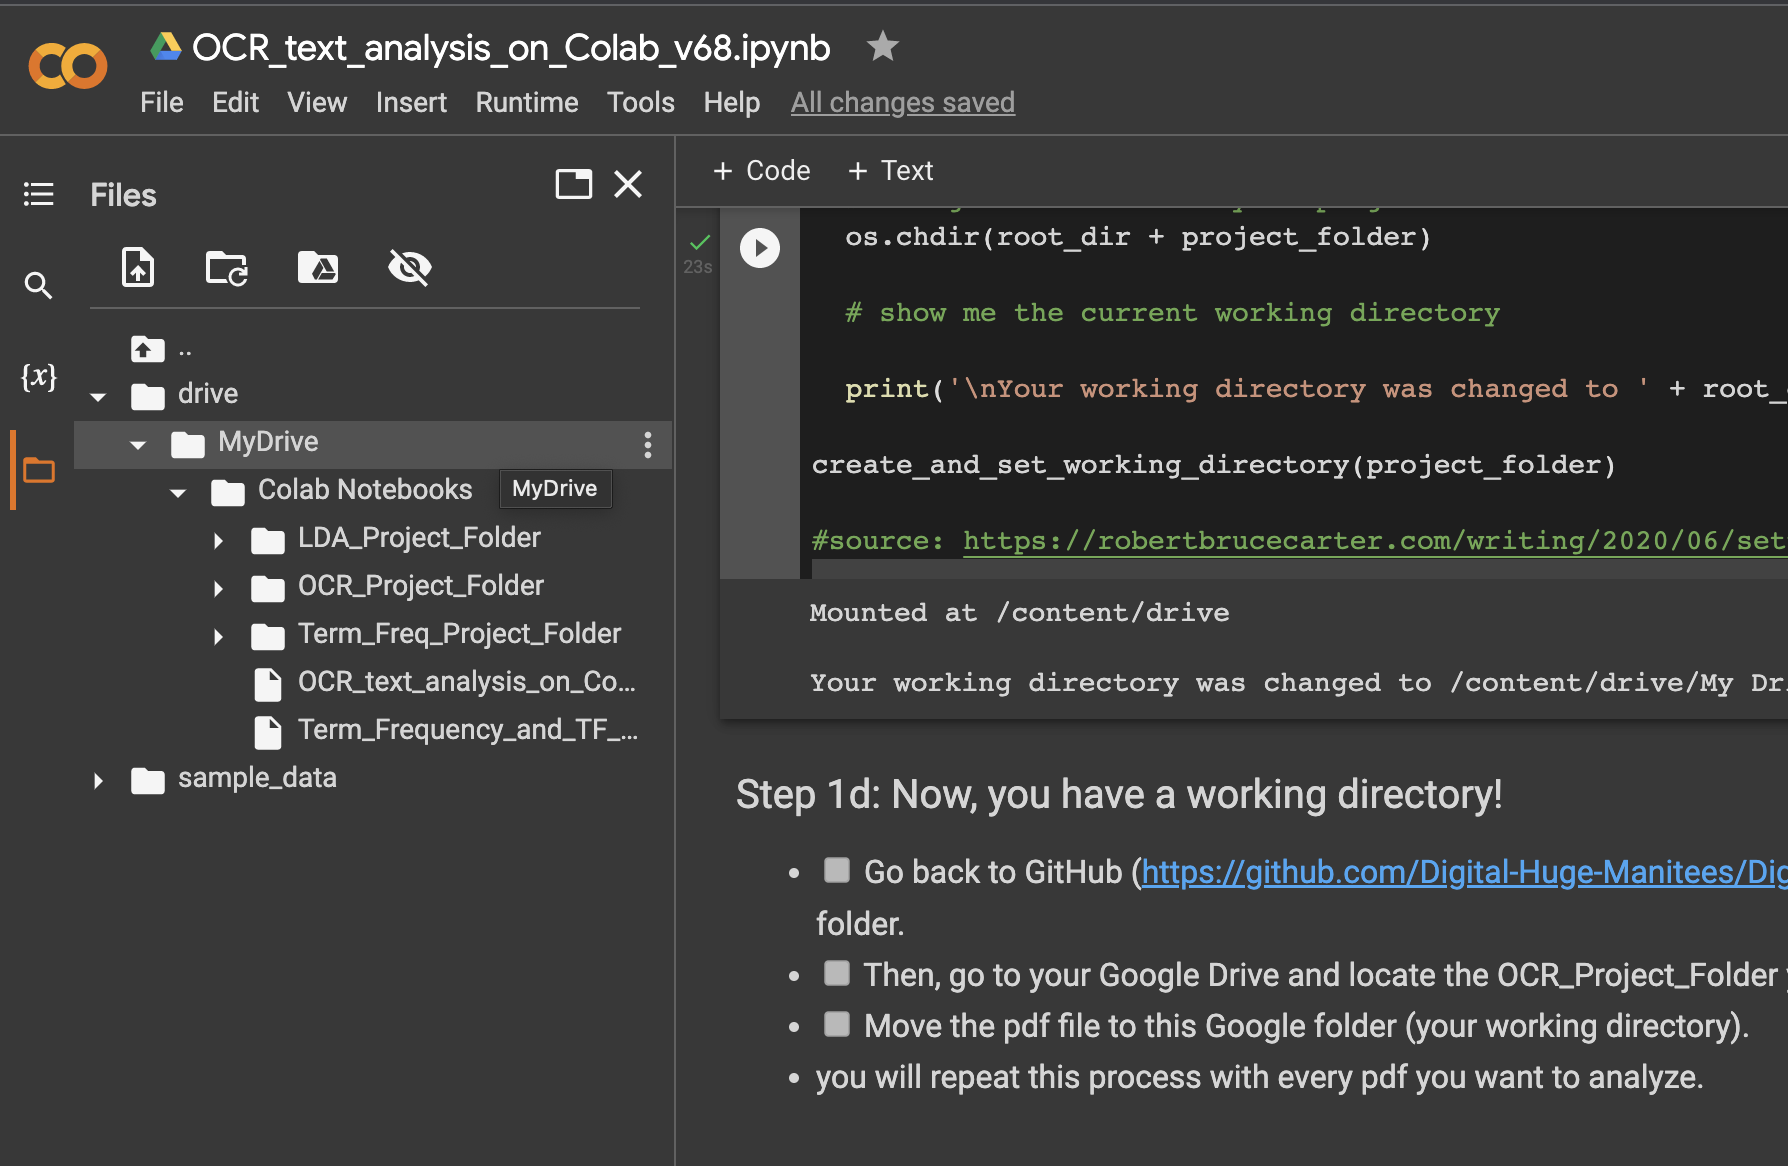 OCR_text_analysis_on_Colab_v68.ipynb
File Edit View Insert Runtime Tools Help All changes saved
Files
+ Code + Text
{x}
..
drive
MyDrive
Colab Notebooks
MyDrive
LDA_Project_Folder
OCR_Project_Folder
Term_Freq_Project_Folder
OCR_text_analysis_on_Co...
Term_Frequency_and_TF_...
sample_data
23s
os.chdir(root_dir + project_folder)
# show me the current working directory
print('\nYour working directory was changed to ' + root_
create_and_set_working_directory(project_folder)
#source: https://robertbrucecarter.com/writing/2020/06/set
Mounted at /content/drive
Your working directory was changed to /content/drive/My
Step 1d: Now, you have a working directory!
• Go back to GitHub (https://github.com/Digital-Huge-Manitees/Dig
folder.
• Then, go to your Google Drive and locate the OCR_Project_Folder
• Move the pdf file to this Google folder (your working directory).
• you will repeat this process with every pdf you want to analyze.